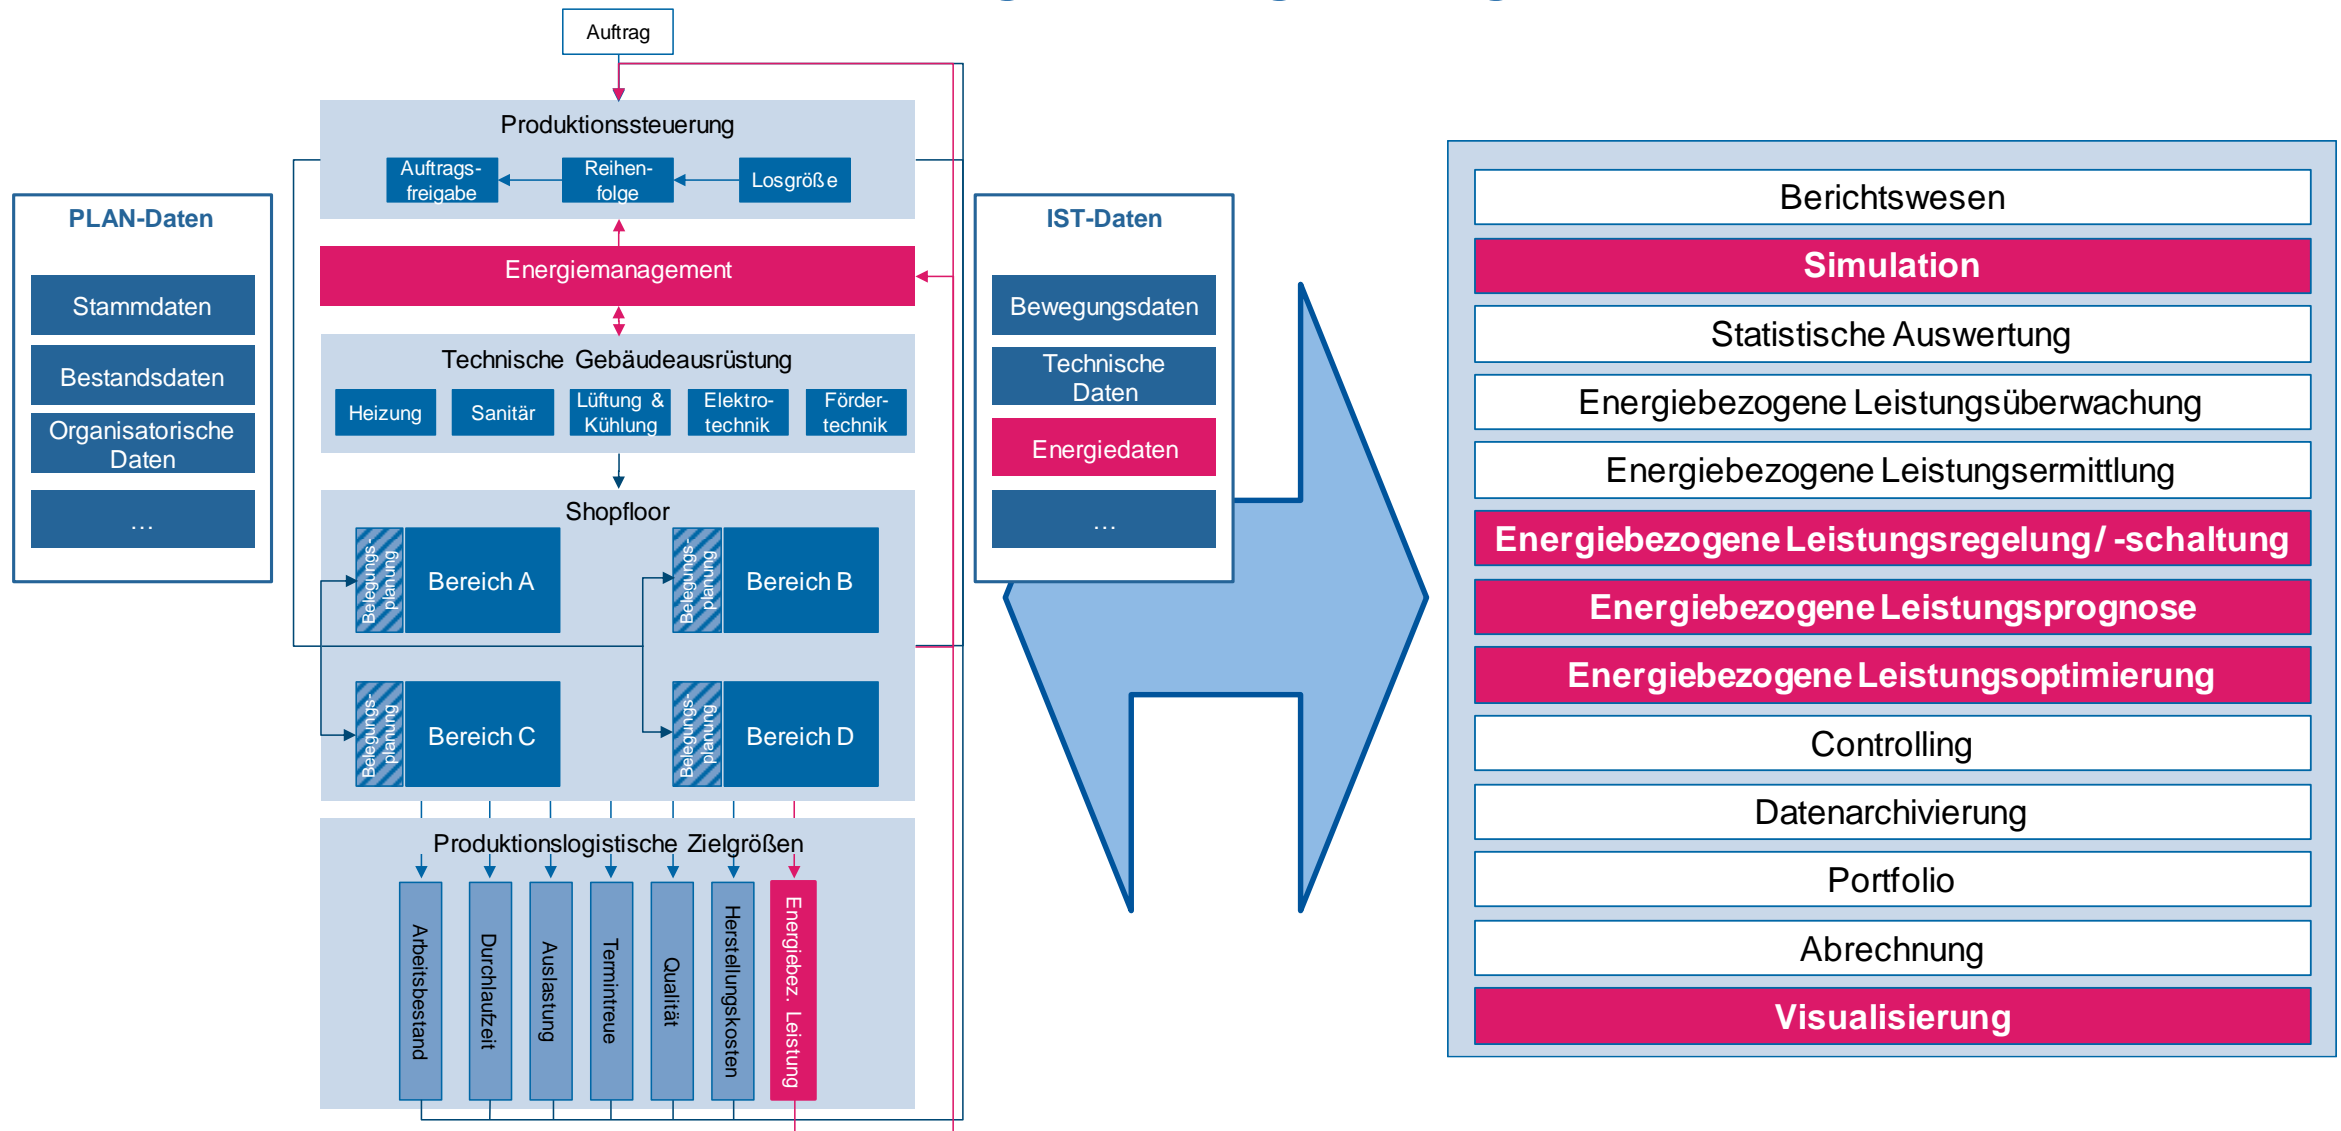 Auftrag
Produktionssteuerung
Auftrags-
freigabe
Reihen-
folge
Losgröße
PLAN-Daten
Stammdaten
Bestandsdaten
Organisatorische
Daten
...
Energiemanagement
Technische Gebäudeausrüstung
Heizung
Sanitär
Lüftung &
Kühlung
Elektro-
technik
Förder-
technik
Shopfloor
Belegungs-
planung
Bereich A
Belegungs-
planung
Bereich B
Belegungs-
planung
Bereich C
Belegungs-
planung
Bereich D
Produktionslogistische Zielgrößen
Arbeitsbestand
Durchlaufzeit
Auslastung
Termintreue
Qualität
Herstellungskosten
Energiebez. Leistung
IST-Daten
Bewegungsdaten
Technische
Daten
Energiedaten
...
Berichtswesen
Simulation
Statistische Auswertung
Energiebezogene Leistungsüberwachung
Energiebezogene Leistungsermittlung
Energiebezogene Leistungsregelung/ -schaltung
Energiebezogene Leistungsprognose
Energiebezogene Leistungsoptimierung
Controlling
Datenarchivierung
Portfolio
Abrechnung
Visualisierung